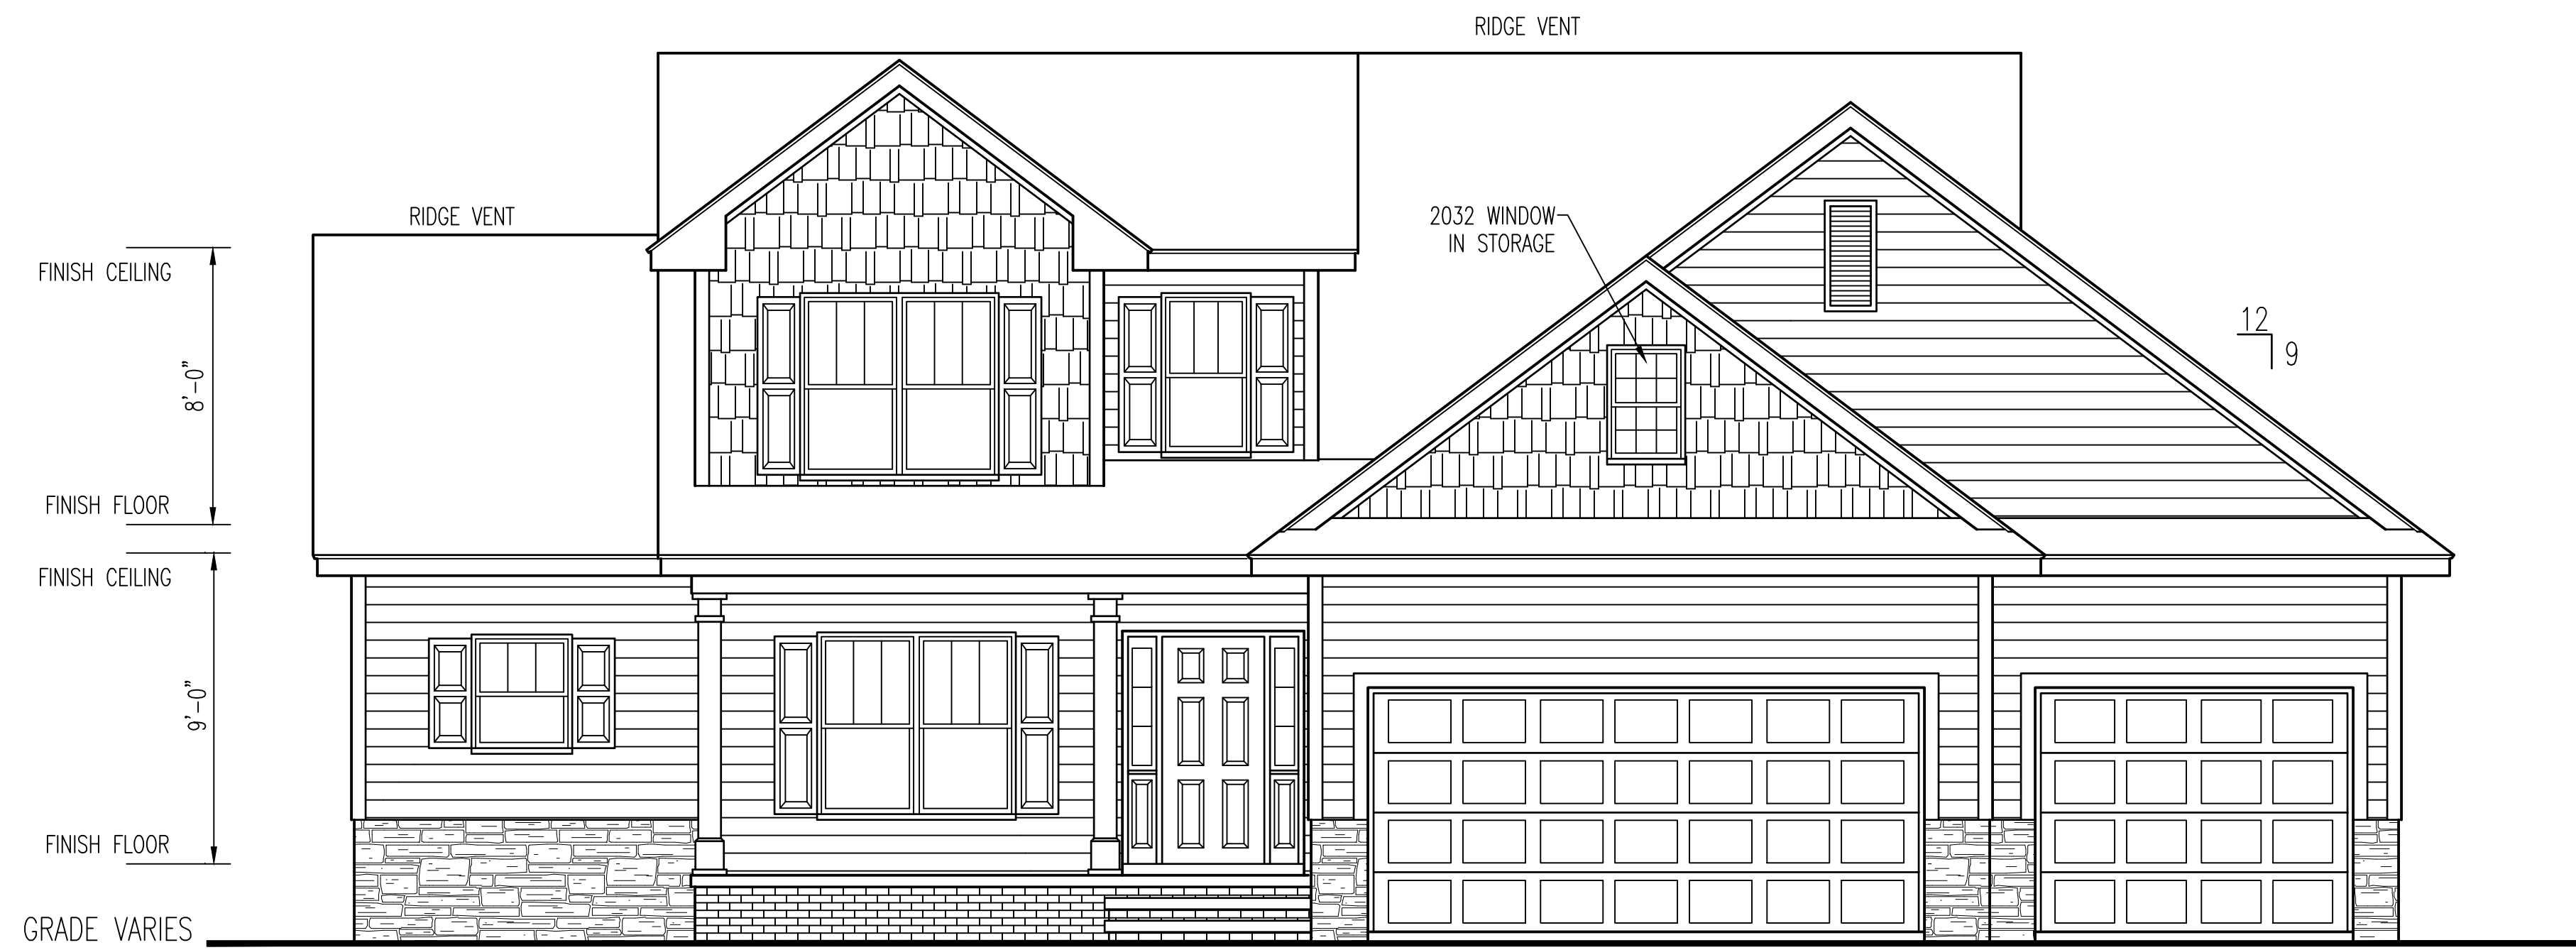 RIDGE VENT
RIDGE VENT
2032 WINDOW
IN STORAGE
FINISH CEILING
8'-0"
FINISH FLOOR
12
9
FINISH CEILING
9'-0"
FINISH FLOOR
GRADE VARIES